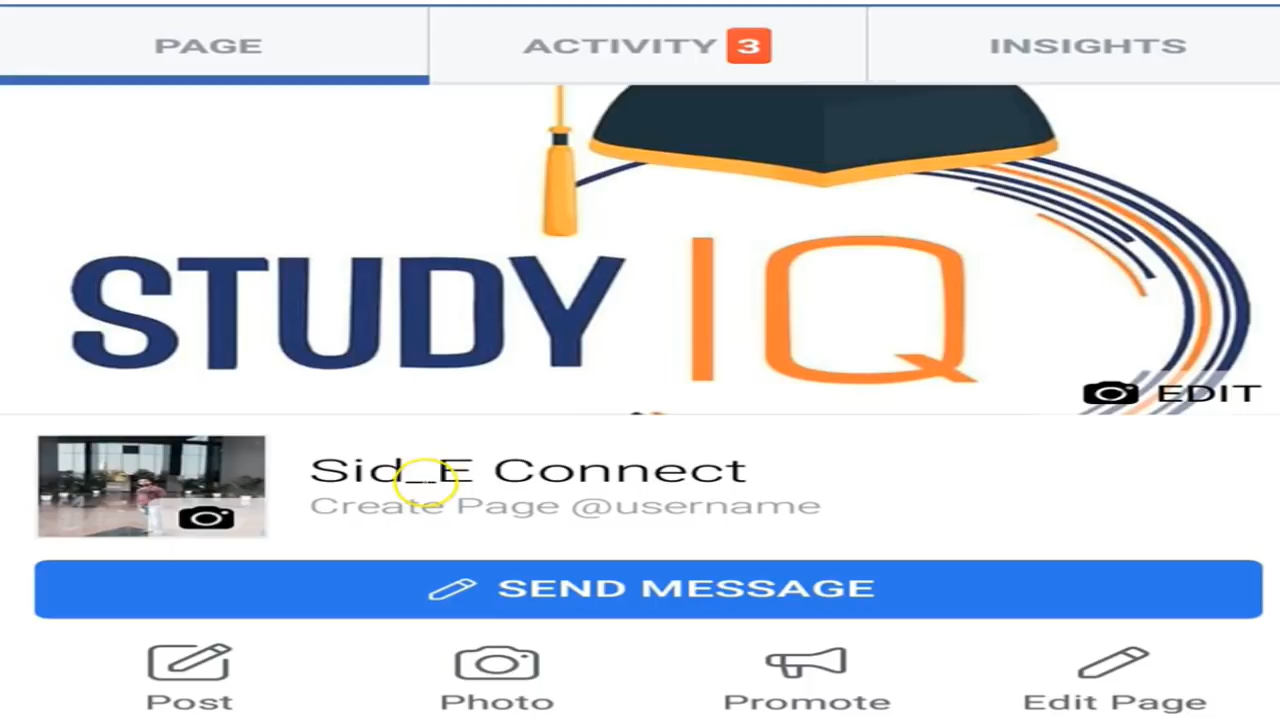 PAGE ACTIVITY 3 INSIGHTS
STUDY IQ
EDIT
Sid_E Connect
Create Page @username
SEND MESSAGE
Post Photo Promote Edit Page